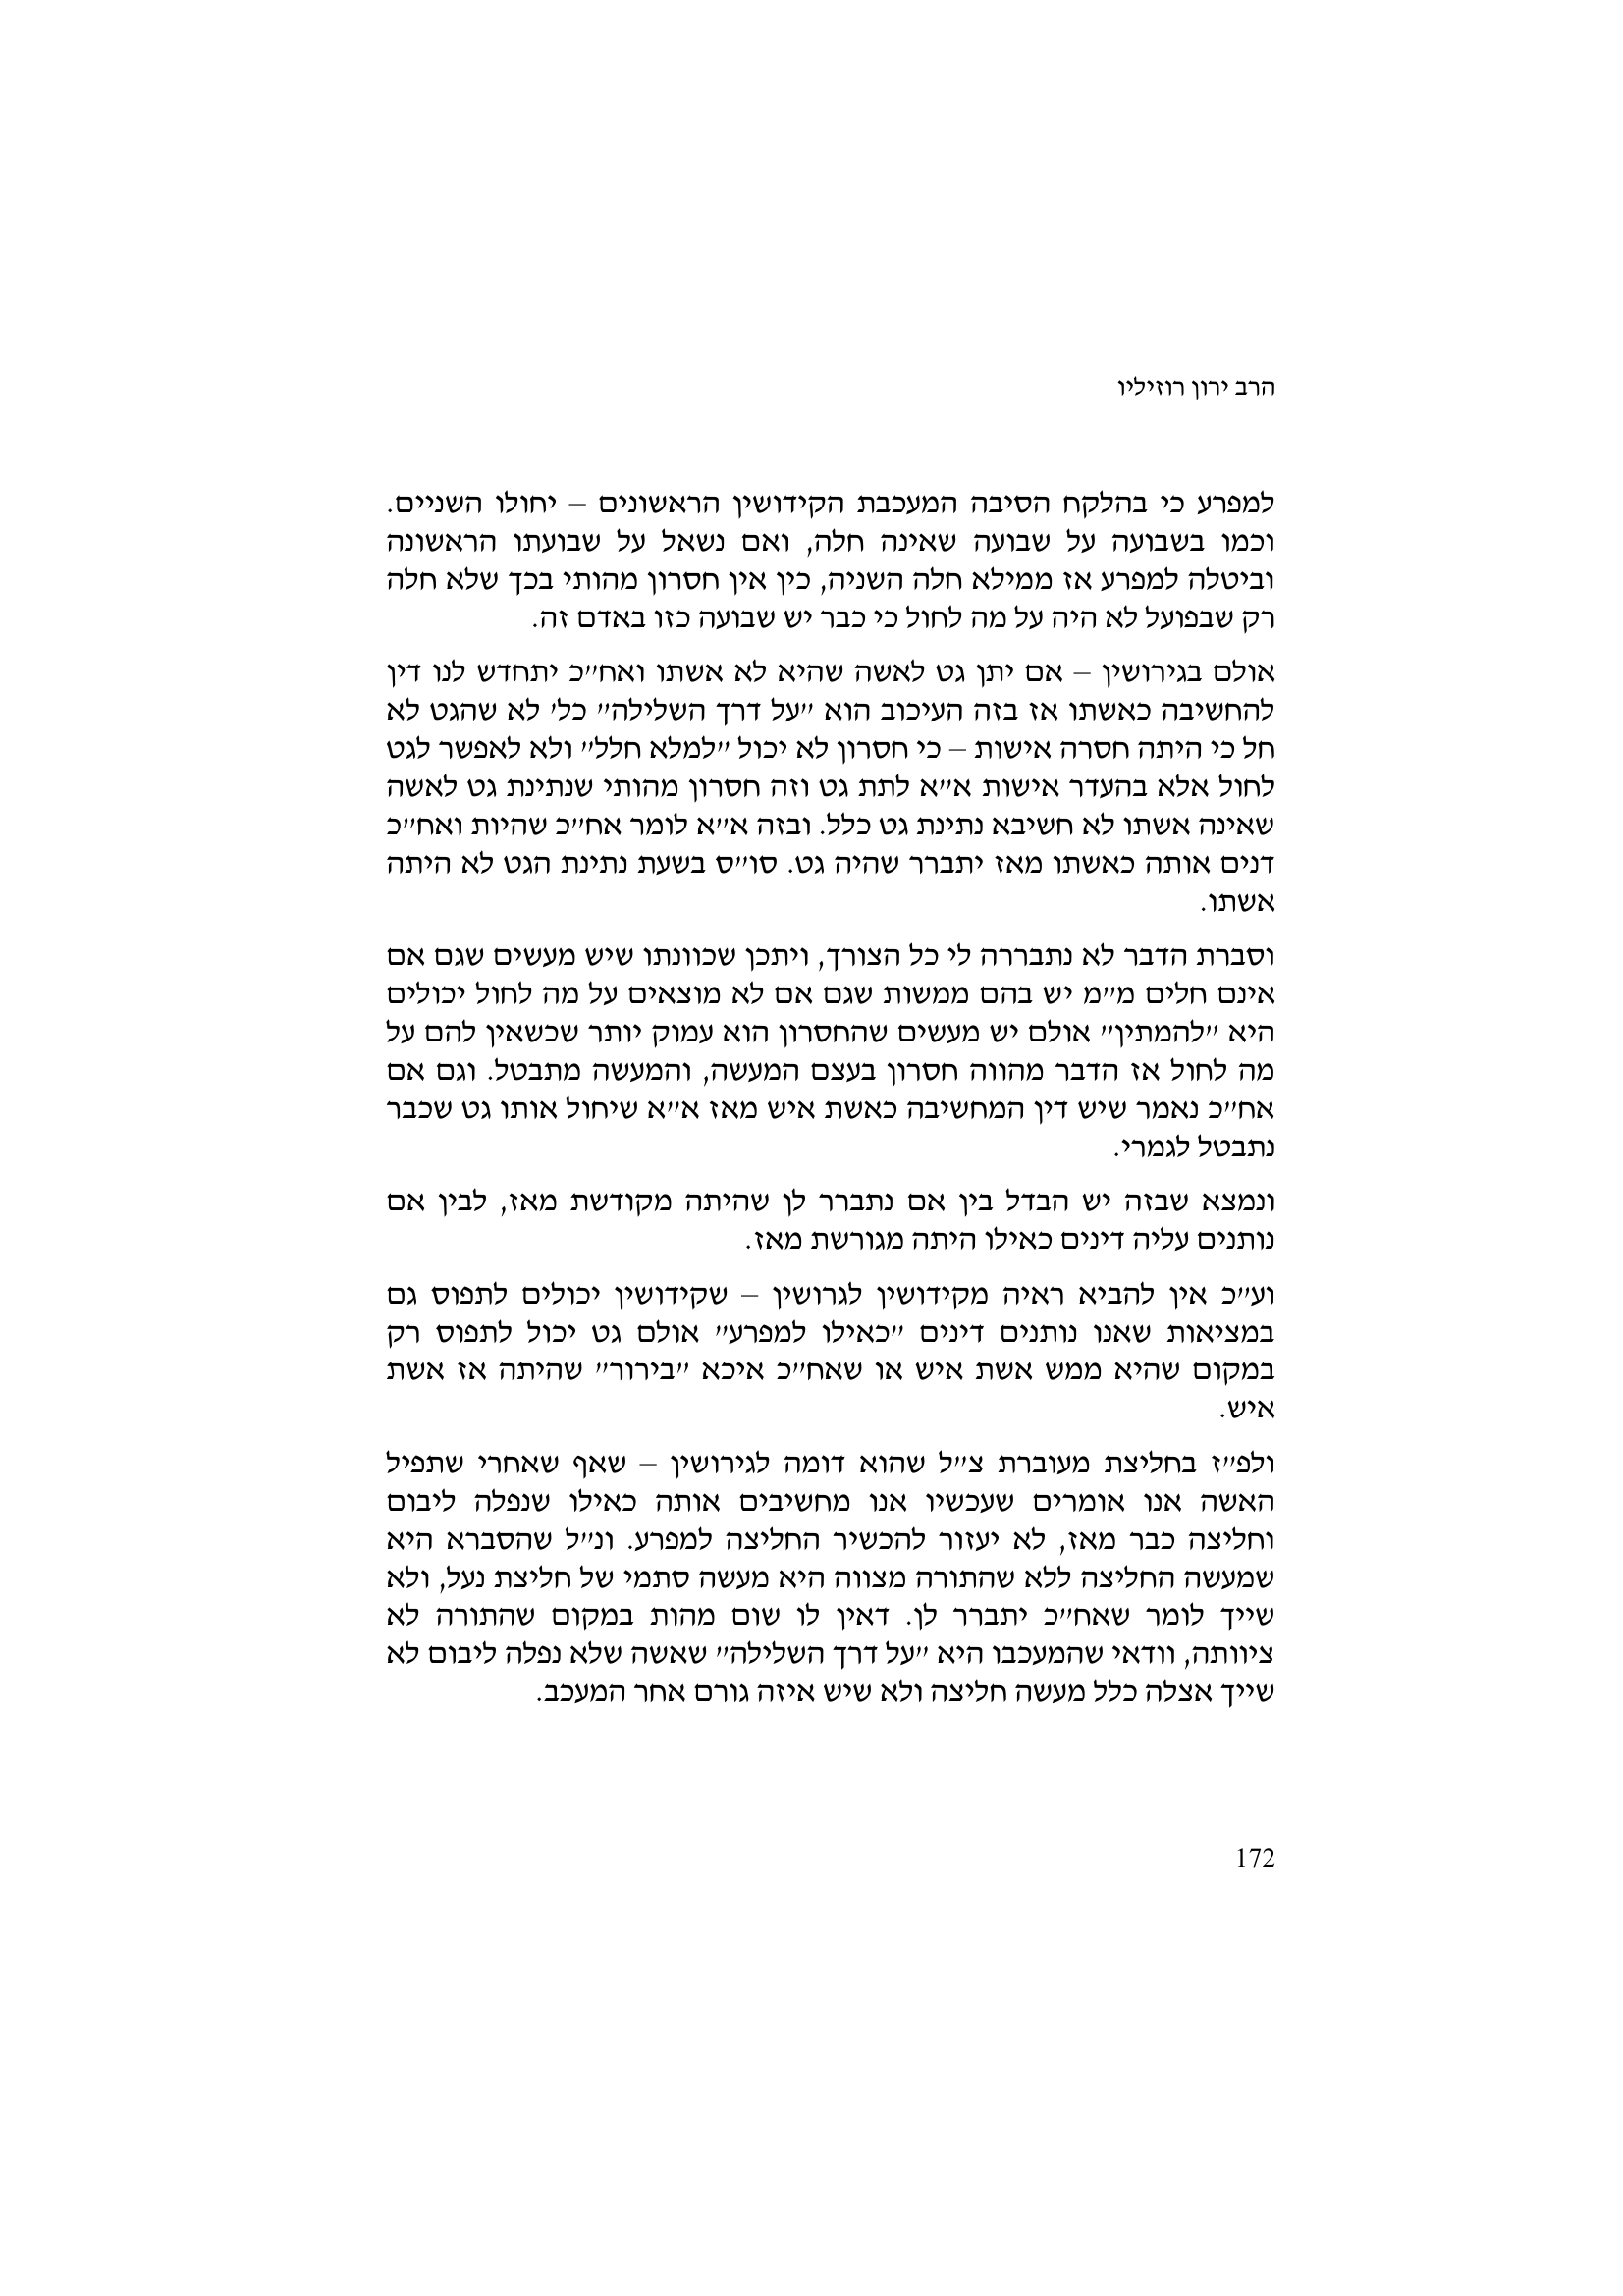 הרב ירון רוזיליו
למפרע כי בהלקח הסיבה המעכבת הקידושין הראשונים – יחולו השניים.
וכמו בשבועה על שבועה שאינה חלה, ואם נשאל על שבועתו הראשונה
וביטלה למפרע אז ממילא חלה השניה, כין אין חסרון מהותי בכך שלא חלה
רק שבפועל לא היה על מה לחול כי כבר יש שבועה כזו באדם זה.
אולם בגירושין – אם יתן גט לאשה שהיא לא אשתו ואח״כ יתחדש לנו דין
להחשיבה כאשתו אז בזה העיכוב הוא ״על דרך השלילה״ כל׳ לא שהגט לא
חל כי היתה חסרה אישות – כי חסרון לא יכול ״למלא חלל״ ולא לאפשר לגט
לחול אלא בהעדר אישות א״א לתת גט וזה חסרון מהותי שנתינת גט לאשה
שאינה אשתו לא חשיבא נתינת גט כלל. ובזה א״א לומר אח״כ שהיות ואח״כ
דנים אותה כאשתו מאז יתברר שהיה גט. סו״ס בשעת נתינת הגט לא היתה
אשתו.
וסברת הדבר לא נתבררה לי כל הצורך, ויתכן שכוונתו שיש מעשים שגם אם
אינם חלים מ״מ יש בהם ממשות שגם אם לא מוצאים על מה לחול יכולים
היא ״להמתין״ אולם יש מעשים שהחסרון הוא עמוק יותר שכשאין להם על
מה לחול אז הדבר מהווה חסרון בעצם המעשה, והמעשה מתבטל. וגם אם
אח״כ נאמר שיש דין המחשיבה כאשת איש מאז א״א שיחול אותו גט שכבר
נתבטל לגמרי.
ונמצא שבזה יש הבדל בין אם נתברר לן שהיתה מקודשת מאז, לבין אם
נותנים עליה דינים כאילו היתה מגורשת מאז.
וע״כ אין להביא ראיה מקידושין לגרושין – שקידושין יכולים לתפוס גם
במציאות שאנו נותנים דינים ״כאילו למפרע״ אולם גט יכול לתפוס רק
במקום שהיא ממש אשת איש או שאח״כ איכא ״בירור״ שהיתה אז אשת
איש.
ולפ״ז בחליצת מעוברת צ״ל שהוא דומה לגירושין – שאף שאחרי שתפיל
האשה אנו אומרים שעכשיו אנו מחשיבים אותה כאילו שנפלה ליבום
וחליצה כבר מאז, לא יעזור להכשיר החליצה למפרע. ונ״ל שהסברא היא
שמעשה החליצה ללא שהתורה מצווה היא מעשה סתמי של חליצת נעל, ולא
שייך לומר שאח״כ יתברר לן. דאין לו שום מהות במקום שהתורה לא
ציוותה, וודאי שהמעכבו היא ״על דרך השלילה״ שאשה שלא נפלה ליבום לא
שייך אצלה כלל מעשה חליצה ולא שיש איזה גורם אחר המעכב.
172